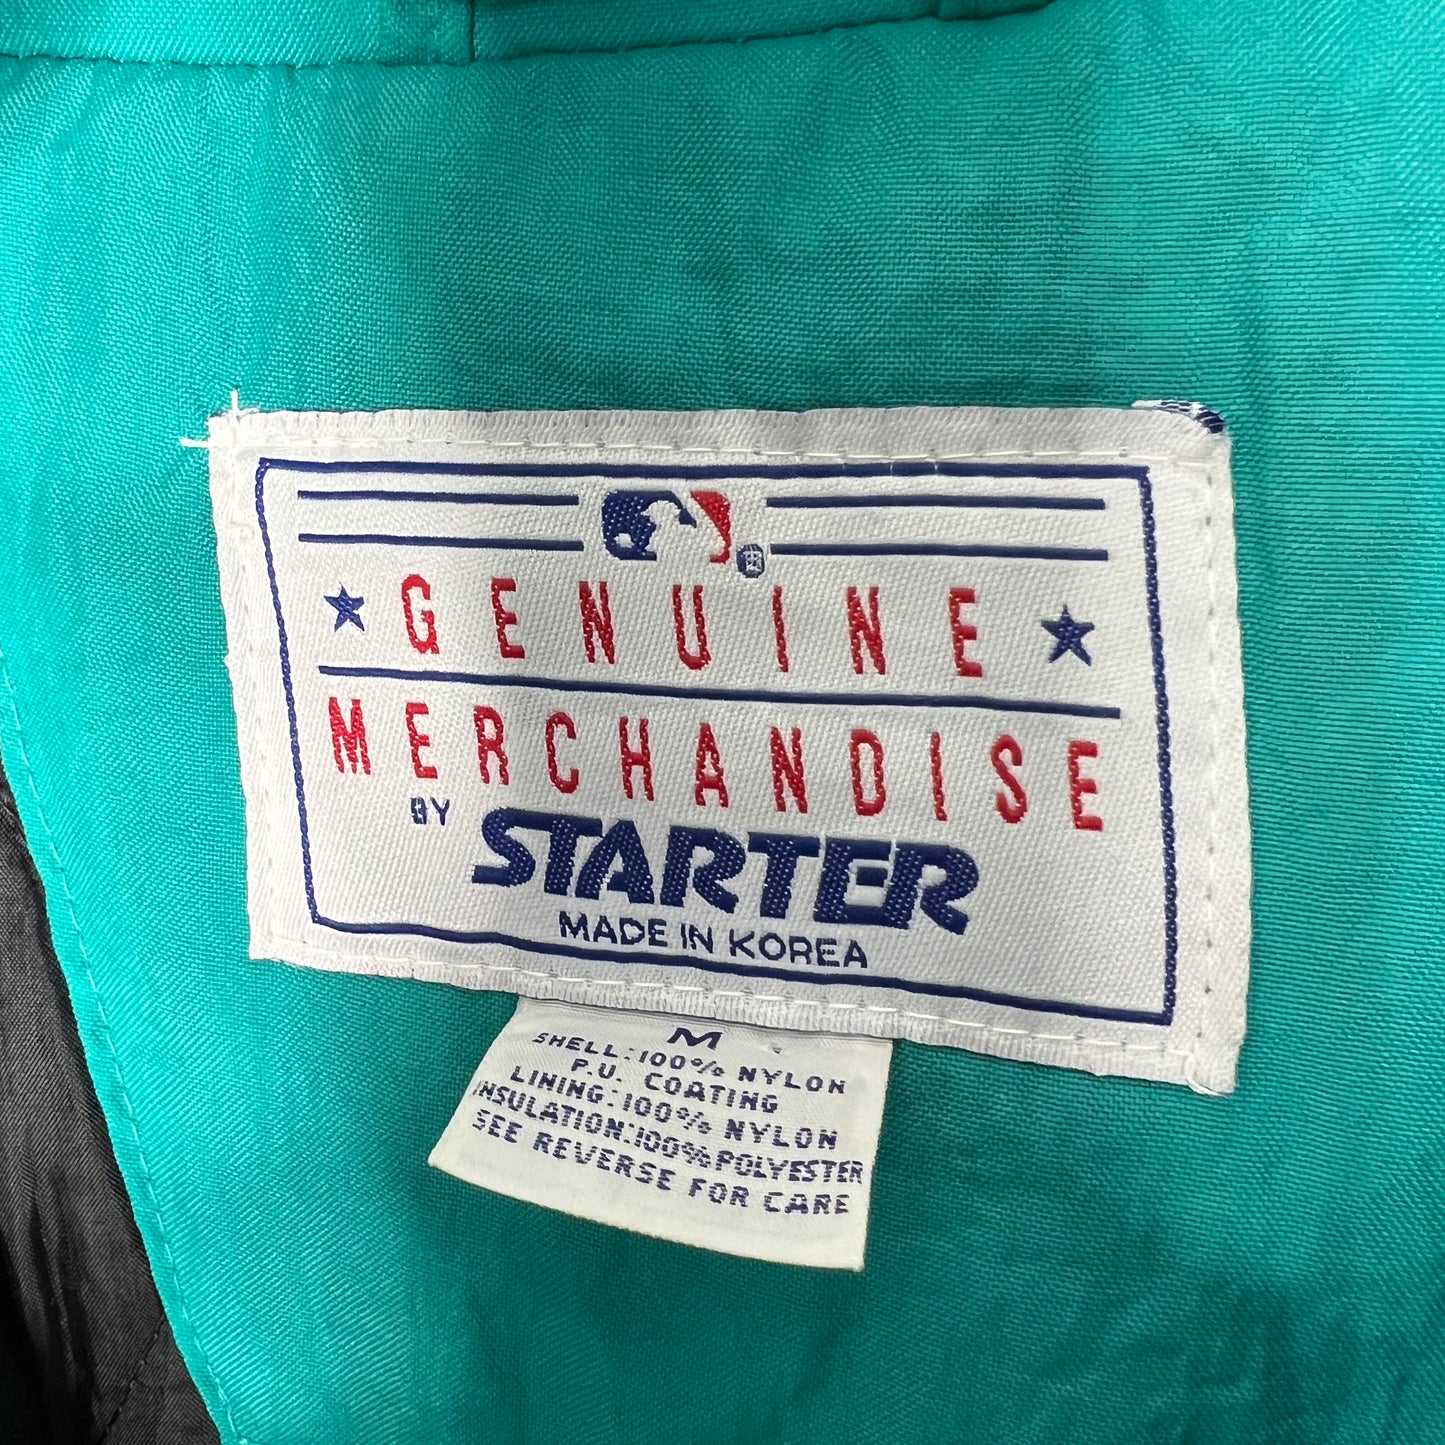 GENUINE
MERCHANDISE
BY STARTER
MADE IN KOREA
M
SHELL:100% NYLON
P.U. COATING
LINING:100% NYLON
INSULATION:100% POLYESTER
SEE REVERSE FOR CARE